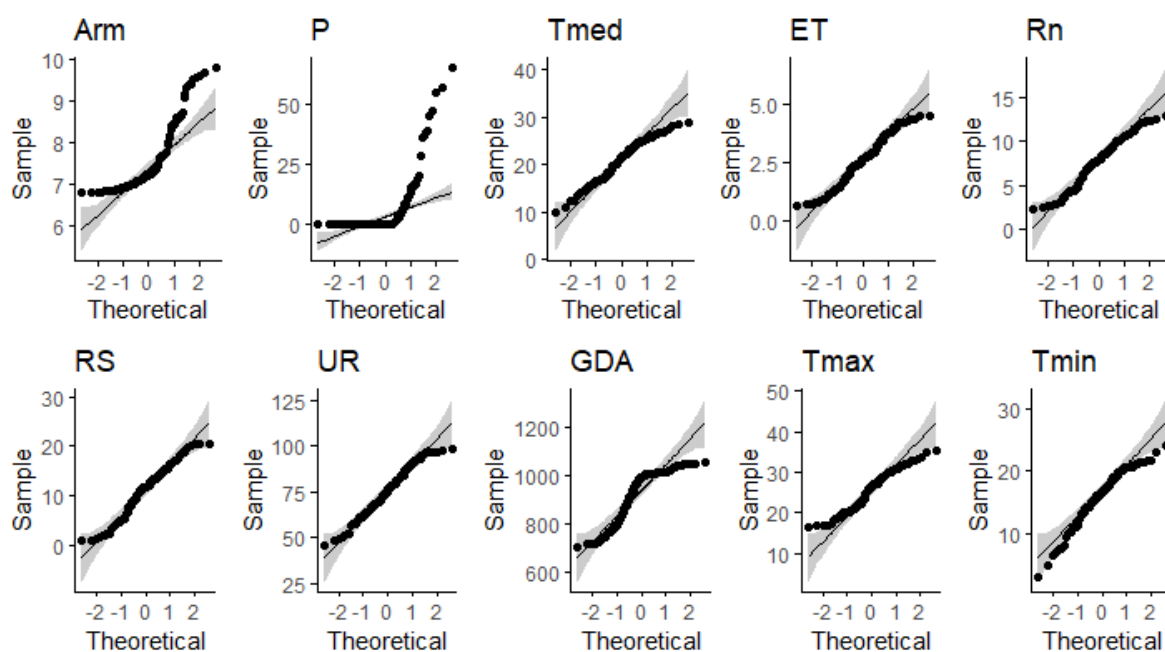 Arm P Tmed ET Rn
10 9 8 7 6
50 25 0
40 30 20 10 0
5.0 2.5 0.0
15 10 5 0
Sample Sample Sample Sample Sample
-2 -1 0 1 2 -2 -1 0 1 2 -2 -1 0 1 2 -2 -1 0 1 2 -2 -1 0 1 2
Theoretical Theoretical Theoretical Theoretical Theoretical
RS UR GDA Tmax Tmin
30 20 10 0
125 100 75 50 25
1200 1000 800 600
50 40 30 20 10
30 20 10
Sample Sample Sample Sample Sample
-2 -1 0 1 2 -2 -1 0 1 2 -2 -1 0 1 2 -2 -1 0 1 2 -2 -1 0 1 2
Theoretical Theoretical Theoretical Theoretical Theoretical